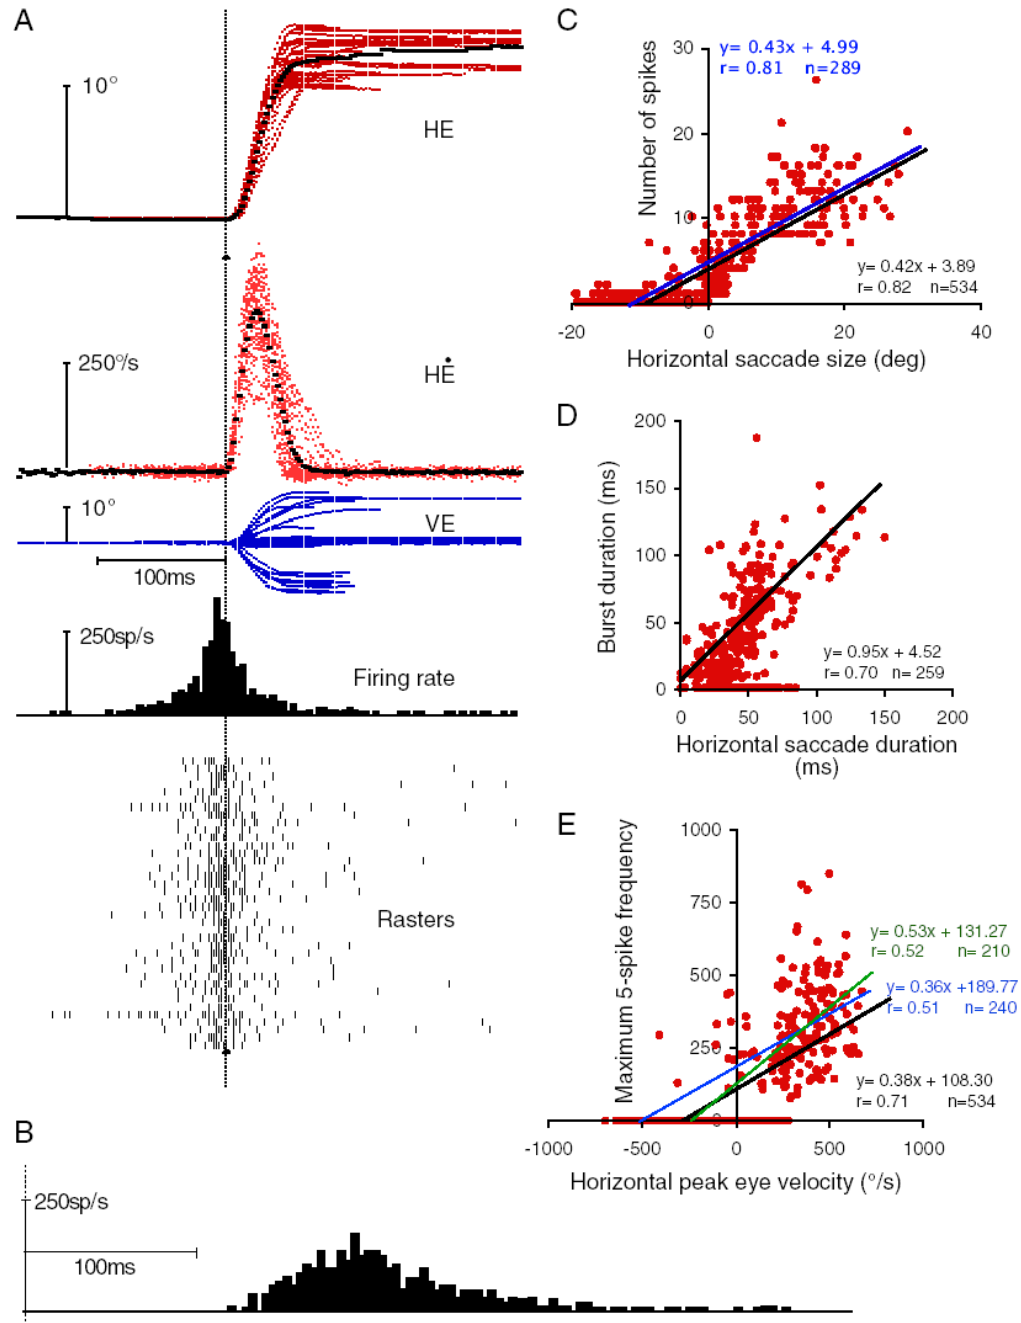 A
10°
HE
250°/s
HĖ
10°
VE
100ms
250sp/s
Firing rate
Rasters
B
250sp/s
100ms
C
Number of spikes
30
20
10
0
-20 0 20 40
y= 0.43x + 4.99
r= 0.81 n=289
y= 0.42x + 3.89
r= 0.82 n=534
Horizontal saccade size (deg)
D
Burst duration (ms)
200
150
100
50
0
0 50 100 150 200
y= 0.95x + 4.52
r= 0.70 n= 259
Horizontal saccade duration
(ms)
E
Maximum 5-spike frequency
1000
750
500
250
0
-1000 -500 0 500 1000
y= 0.53x + 131.27
r= 0.52 n= 210
y= 0.36x +189.77
r= 0.51 n= 240
y= 0.38x + 108.30
r= 0.71 n=534
Horizontal peak eye velocity (°/s)